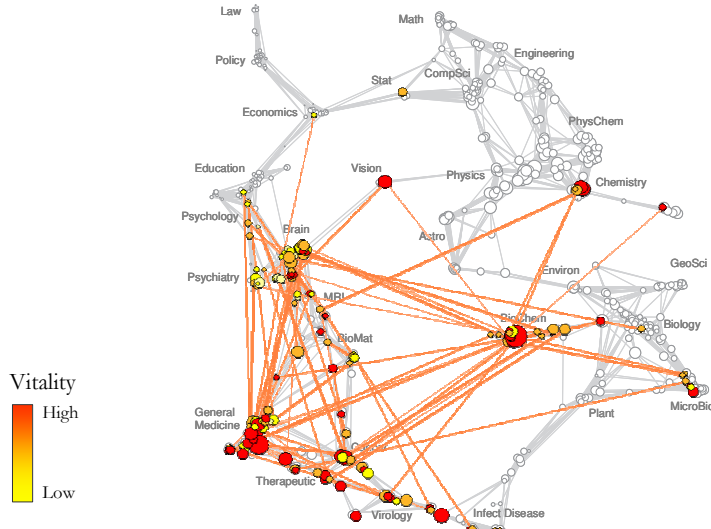 Law
Math
Policy
Engineering
CompSci
Stat
Economics
PhysChem
Education
Vision
Physics
Chemistry
Psychology
Brain
Astro
Psychiatry
Environ
GeoSci
MRI
BioChem
Biology
BioMat
Vitality
High
Low
General
Medicine
Plant
MicroBio
Therapeutic
Virology
Infect Disease